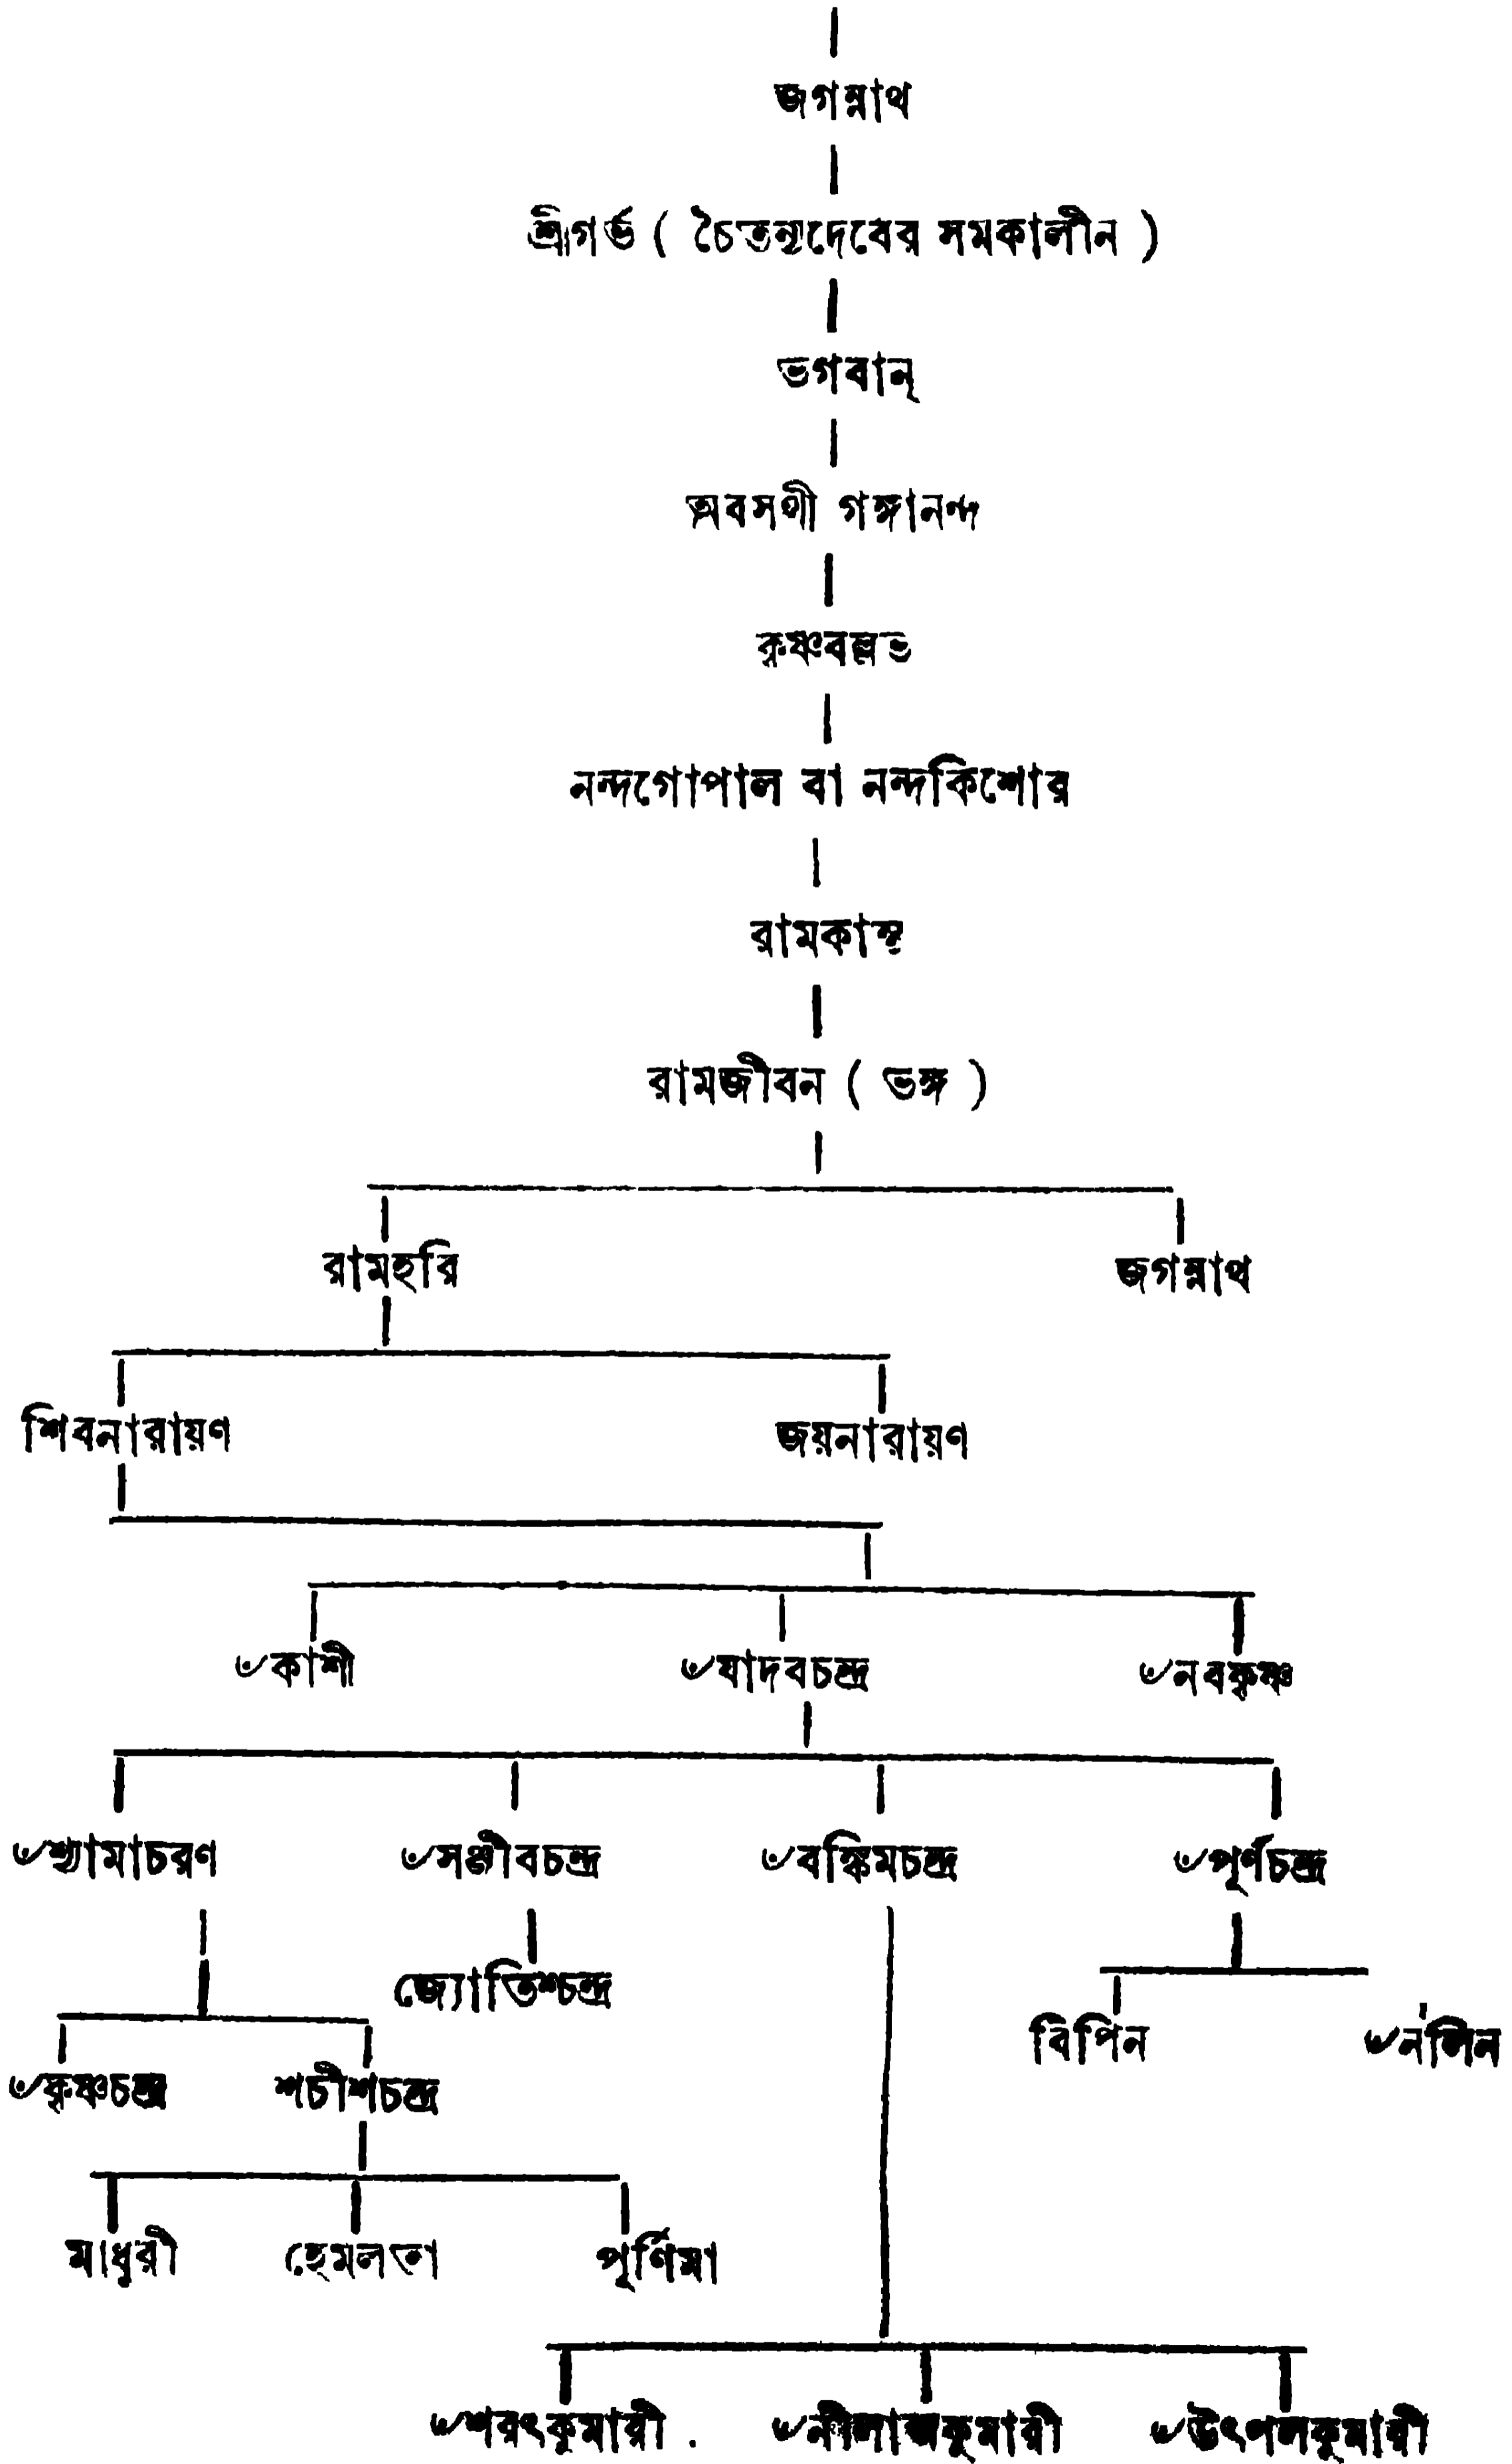 জগন্নাথ
শ্রীগর্ভ ( চৈতন্যদেবের সমকালীন )
ভগবান্
অবসথী গঙ্গানন্দ
কৃষ্ণবল্লভ
নন্দগোপাল বা নন্দকিশোর
রামকান্ত
রামজীবন ( ভঙ্গ )
রামহরি জগন্নাথ
শিবনারায়ণ জয়নারায়ণ
৺কাশী ৺যাদবচন্দ্র ৺নবকৃষ্ণ
৺শ্যামাচরণ ৺সঞ্জীবচন্দ্র ৺বঙ্কিমচন্দ্র ৺পূর্ণচন্দ্র
জ্যোতিশ্চন্দ্র
বিপিন ৺নলিন
৺কৃষ্ণচন্দ্র শচীশচন্দ্র
মাধুরী হেমলতা পূর্ণিমা
৺শরৎকুমারী ৺নীলাব্জকুমারী ৺উৎপলকুমারী